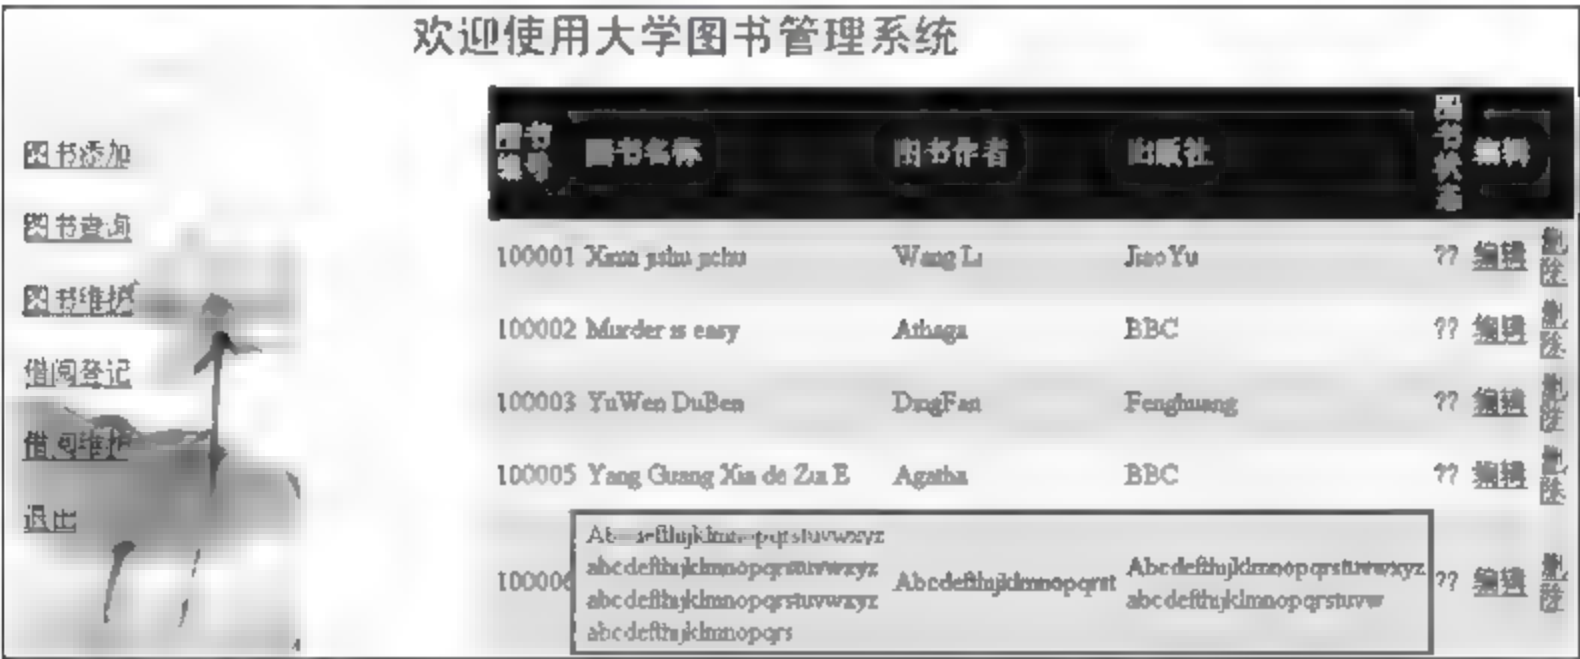 欢迎使用大学图书管理系统
图书添加
图书查询
图书维护
借阅登记
借阅维护
退出
图书编号 图书名称 图书作者 出版社 图书状态 编辑
100001 Wang Li Jiao Yu ?? 编辑 删除
100002 Murder is easy Athaga BBC ?? 编辑 删除
100003 YuWen DuBen DingFan Fenghuang ?? 编辑 删除
100005 Yang Guang Xia de Zui E Agatha BBC ?? 编辑 删除
100006 ?? 编辑 删除